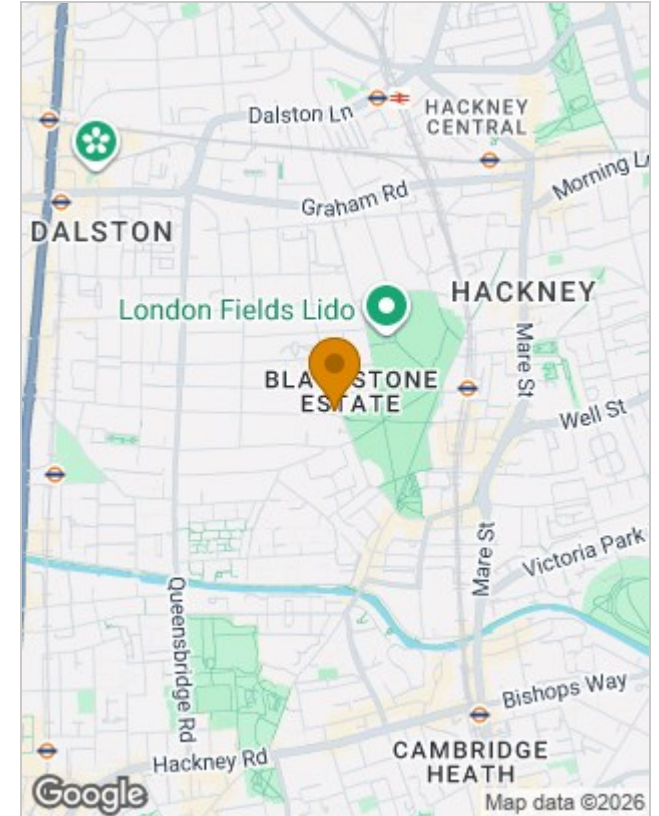 Dalston Ln
HACKNEY
CENTRAL
Morning
Graham Rd
DALSTON
London Fields Lido
HACKNEY
Mare St
ESTATE
Well St
Mare St
Victoria Park
Queensbridge Rd
Bishops Way
Hackney Rd
CAMBRIDGE
HEATH
Google
Map data ©2026